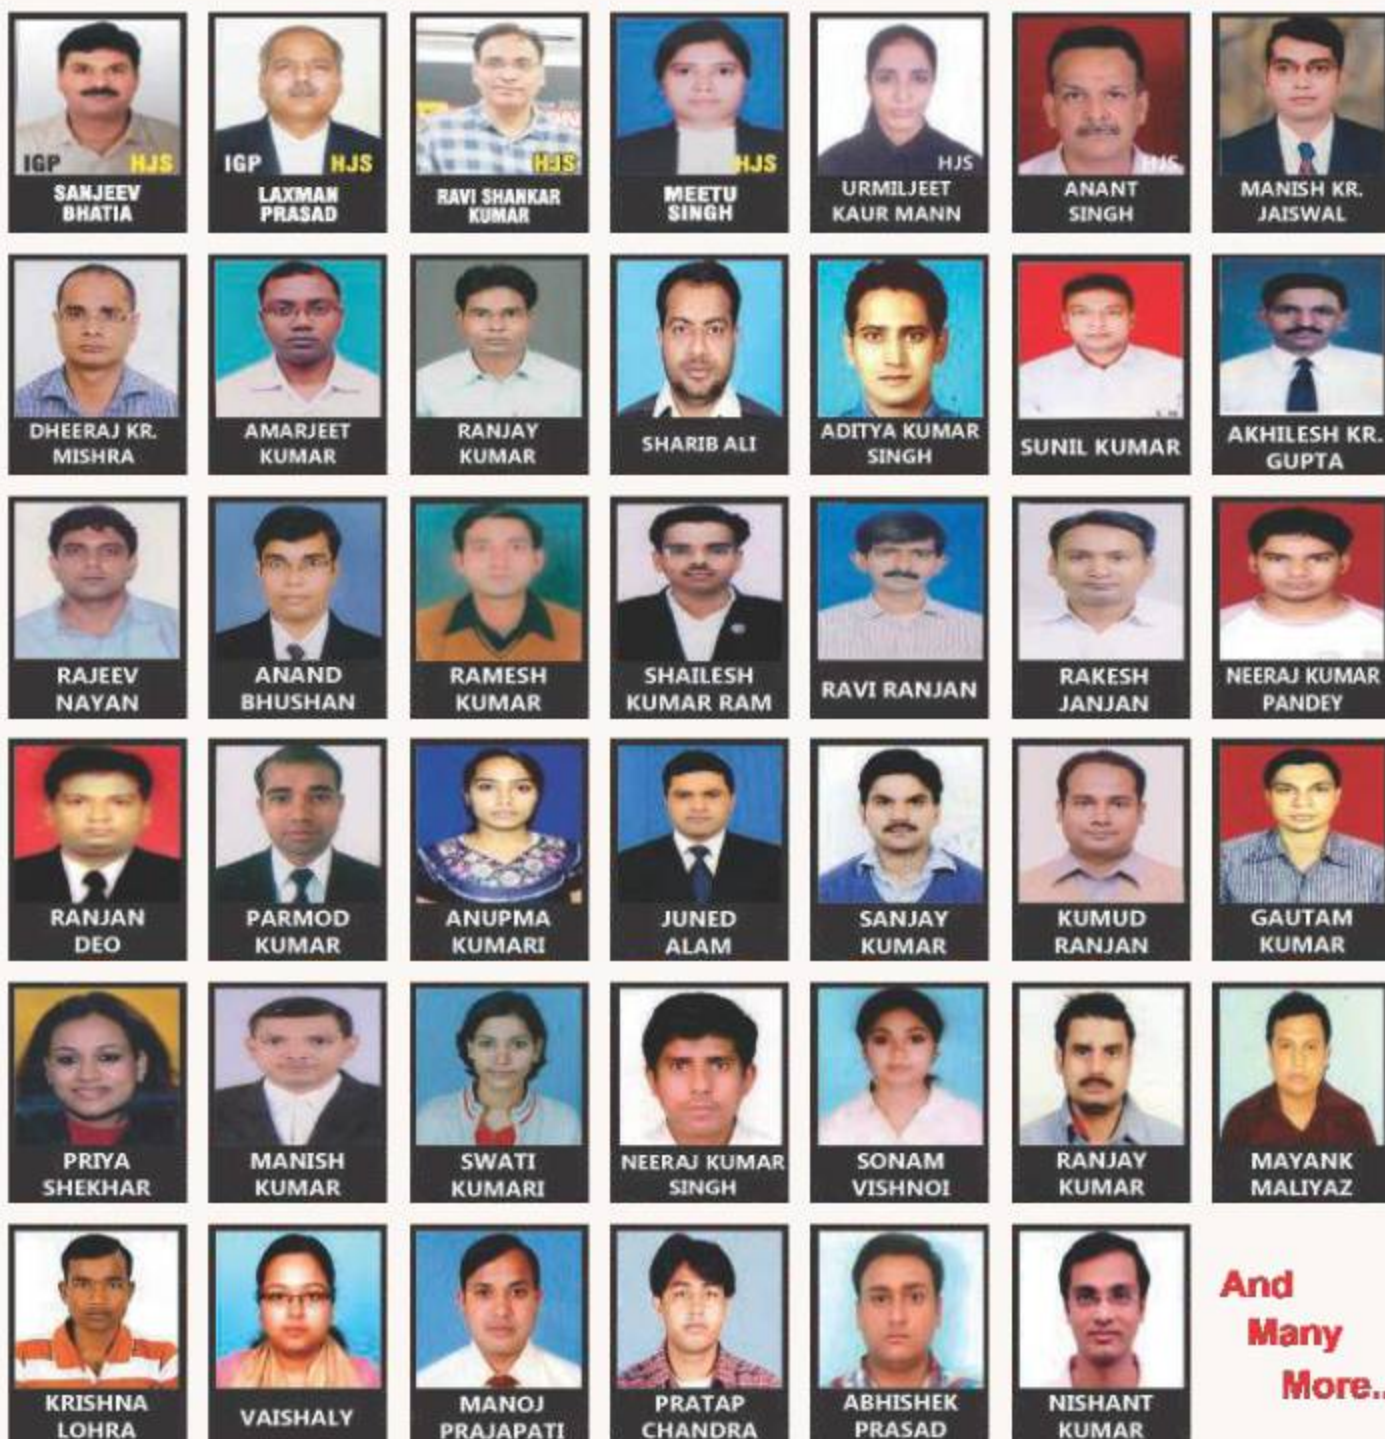 IGP HJS
SANJEEV
BHATIA
IGP HJS
LAXMAN
PRASAD
HJS
RAVI SHANKAR
KUMAR
HJS
MEETU
SINGH
HJS
URMILJEET
KAUR MANN
HJS
ANANT
SINGH
MANISH KR.
JAISWAL
DHEERAJ KR.
MISHRA
AMARJEET
KUMAR
RANJAY
KUMAR
SHARIB ALI
ADITYA KUMAR
SINGH
SUNIL KUMAR
AKHILESH KR.
GUPTA
RAJEEV
NAYAN
ANAND
BHUSHAN
RAMESH
KUMAR
SHAILESH
KUMAR RAM
RAVI RANJAN
RAKESH
JANJAN
NEERAJ KUMAR
PANDEY
RANJAN
DEO
PARMOD
KUMAR
ANUPMA
KUMARI
JUNED
ALAM
SANJAY
KUMAR
KUMUD
RANJAN
GAUTAM
KUMAR
PRIYA
SHEKHAR
MANISH
KUMAR
SWATI
KUMARI
NEERAJ KUMAR
SINGH
SONAM
VISHNOI
RANJAY
KUMAR
MAYANK
MALIYAZ
KRISHNA
LOHRA
VAISHALY
MANOJ
PRAJAPATI
PRATAP
CHANDRA
ABHISHEK
PRASAD
NISHANT
KUMAR
And
Many
More..